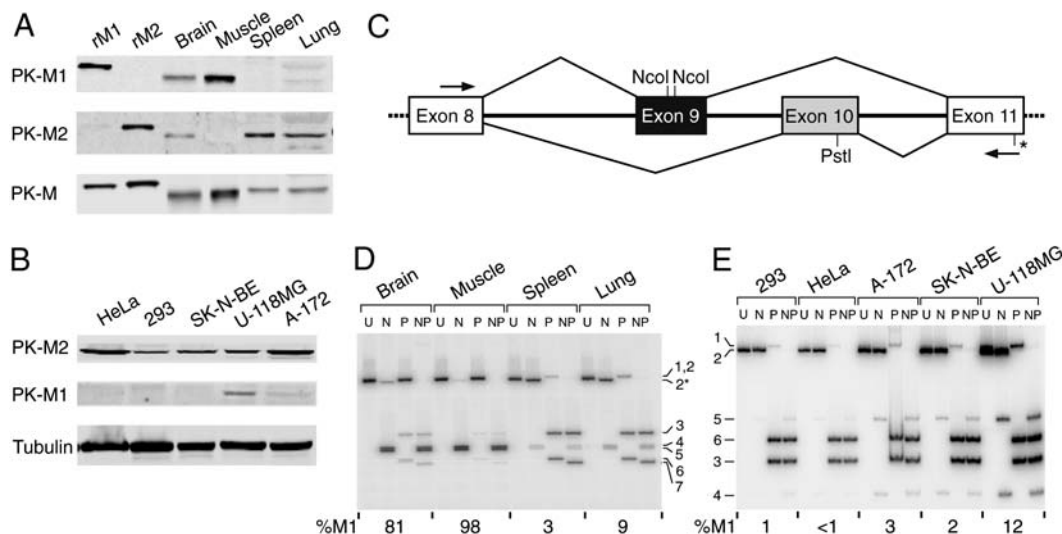 A
rM1 rM2 Brain Muscle Spleen Lung
PK-M1
PK-M2
PK-M
B
HeLa 293 SK-N-BE U-118MG A-172
PK-M2
PK-M1
Tubulin
C
NcoI NcoI
Exon 8 Exon 9 Exon 10 Exon 11
PstI
*
D
Brain Muscle Spleen Lung
U N P NP U N P NP U N P NP U N P NP
1,2
2*
3
4
5
6
7
%M1 81 98 3 9
E
293 HeLa A-172 SK-N-BE U-118MG
U N P NP U N P NP U N P NP U N P NP U N P NP
1
2
5
6
3
4
%M1 1 <1 3 2 12